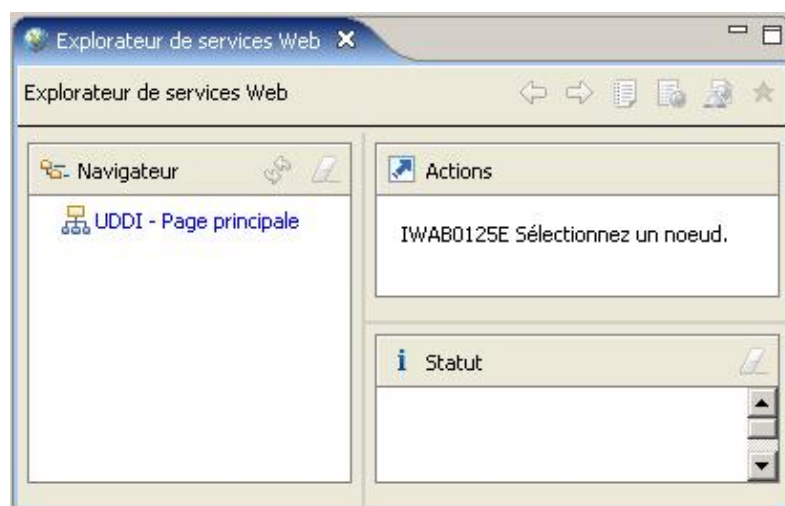 Explorateur de services Web
Explorateur de services Web
Navigateur
UDDI - Page principale
Actions
IWAB0125E Sélectionnez un noeud.
Statut